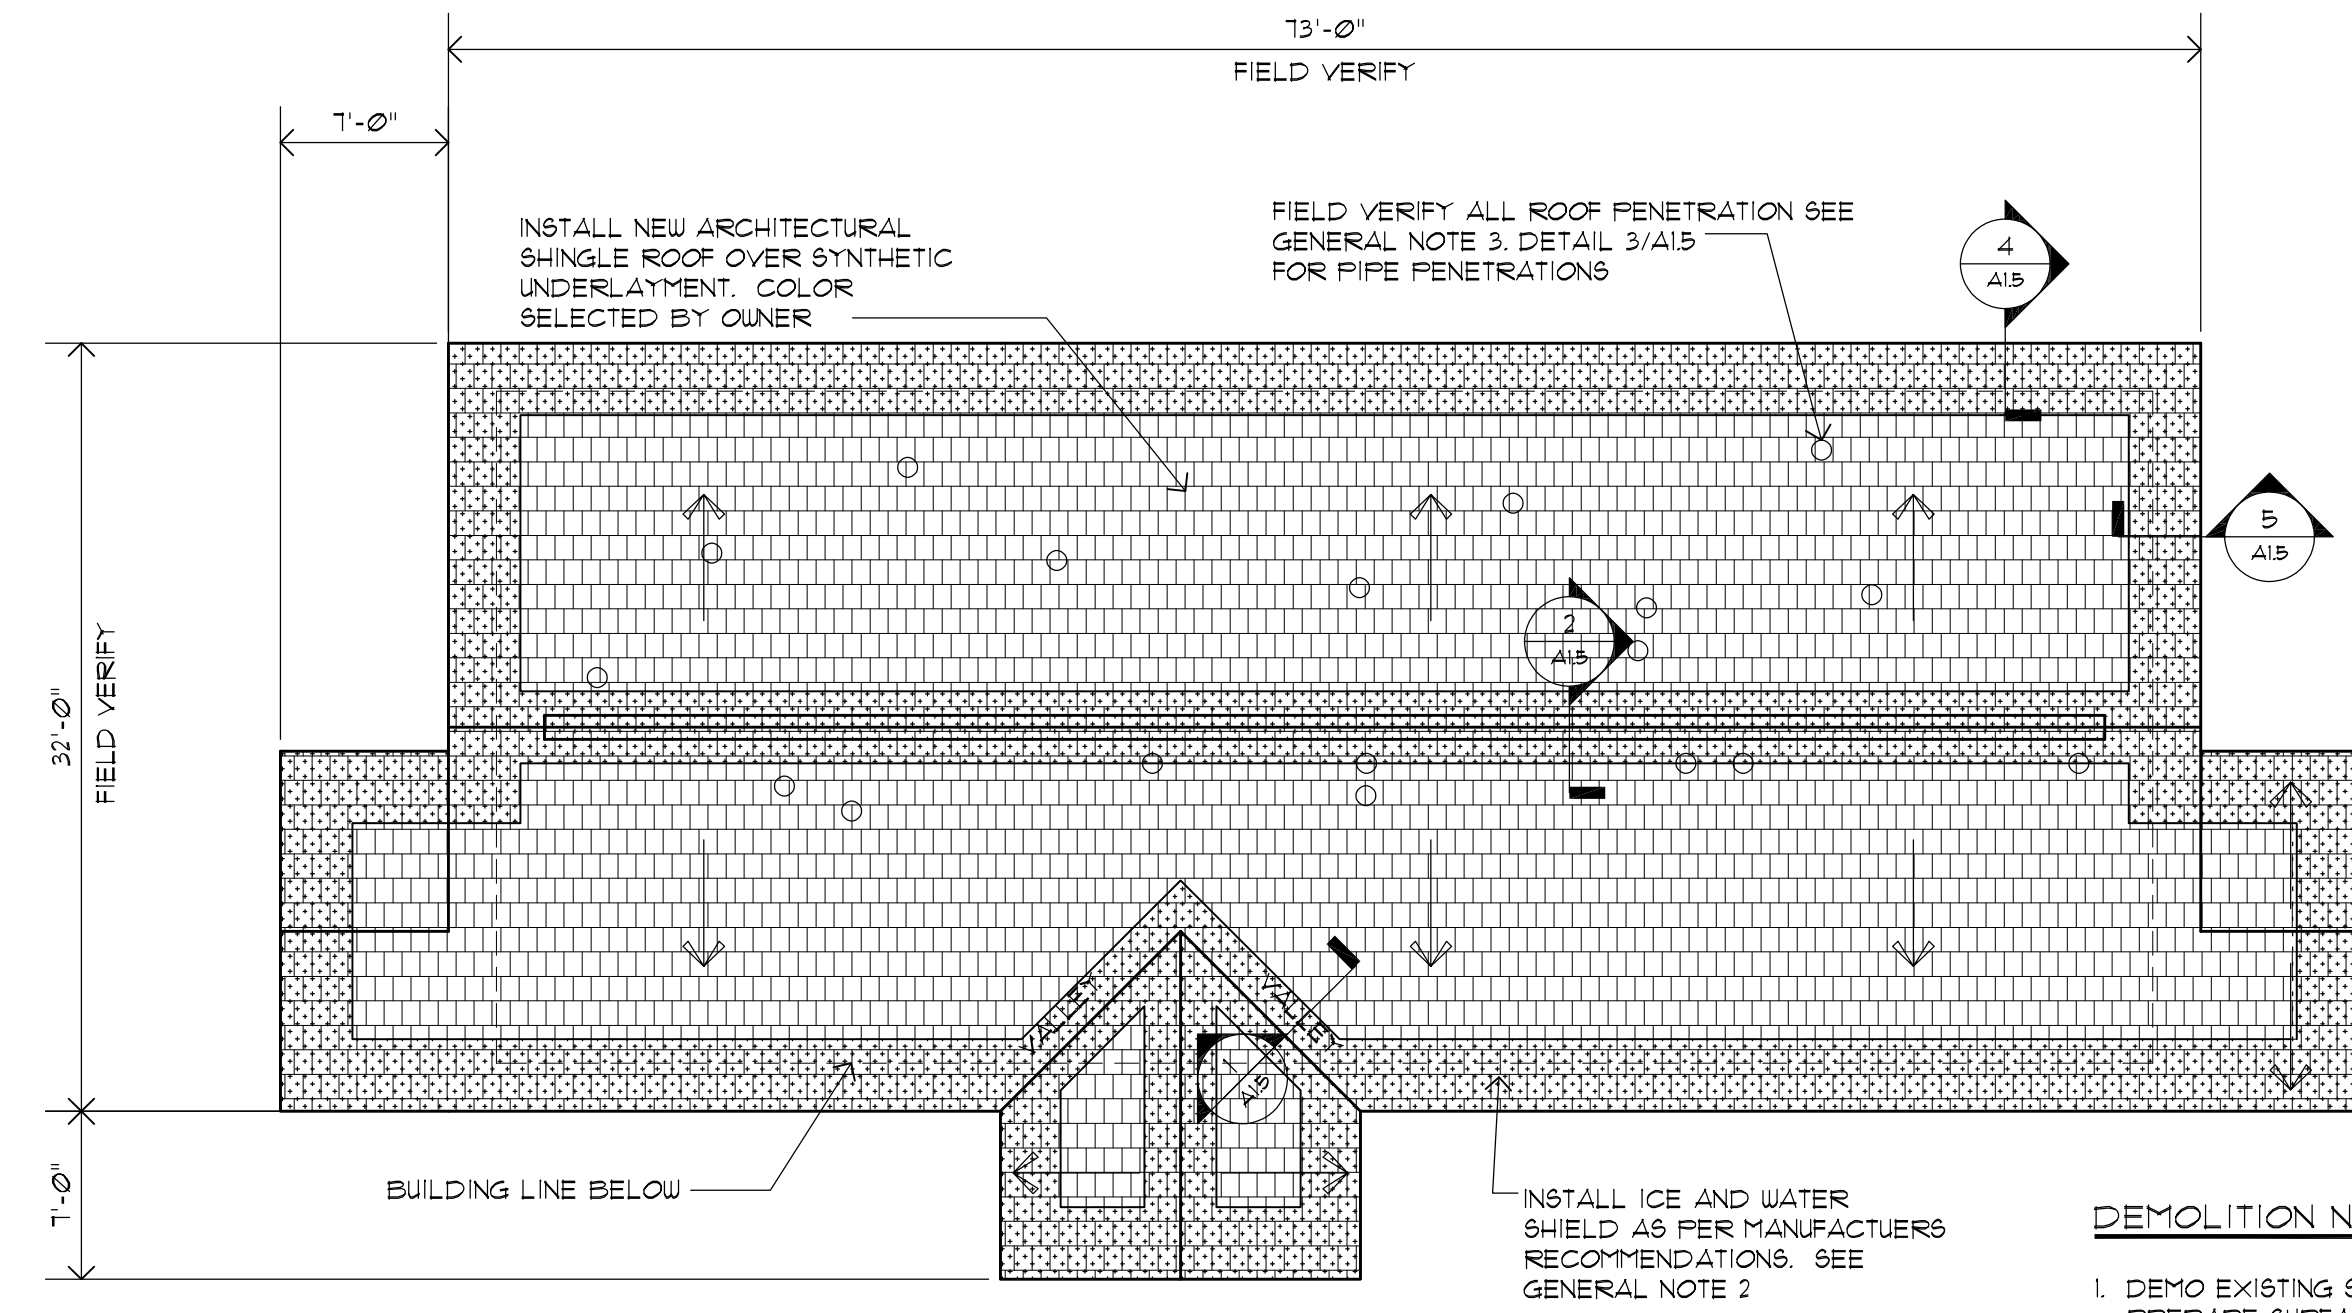 73'-0"
FIELD VERIFY
7'-0"
INSTALL NEW ARCHITECTURAL
SHINGLE ROOF OVER SYNTHETIC
UNDERLAYMENT. COLOR
SELECTED BY OWNER
FIELD VERIFY ALL ROOF PENETRATION SEE
GENERAL NOTE 3. DETAIL 3/A1.5
FOR PIPE PENETRATIONS
4
A1.5
5
A1.5
2
A1.5
32'-0"
FIELD VERIFY
VALLEY
VALLEY
1
A1.5
7'-0"
BUILDING LINE BELOW
INSTALL ICE AND WATER
SHIELD AS PER MANUFACTUERS
RECOMMENDATIONS. SEE
GENERAL NOTE 2
DEMOLITION N
1. DEMO EXISTING